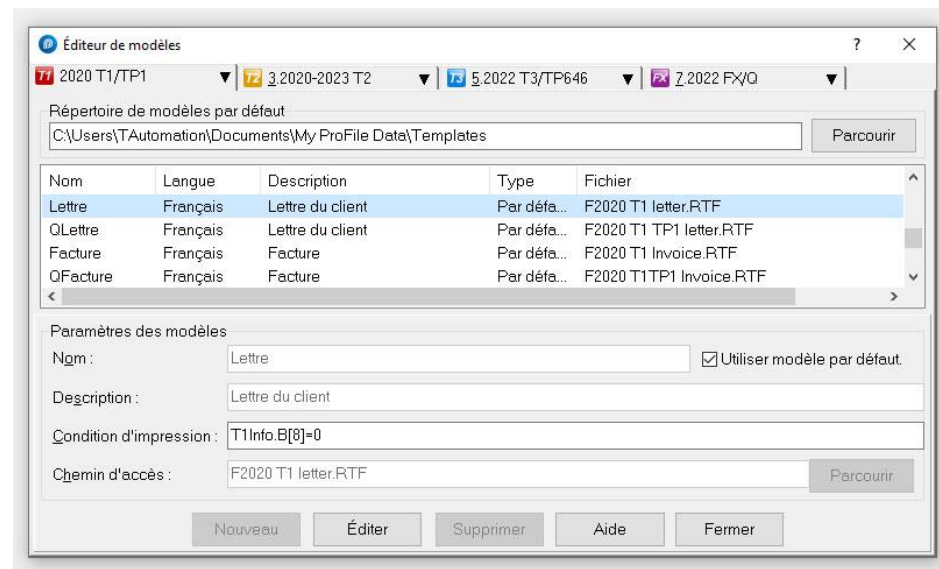 Éditeur de modèles ? ×
T1 2020 T1/TP1 ▼ T2 3.2020-2023 T2 ▼ T3 5.2022 T3/TP646 ▼ FX 7.2022 FX/Q ▼
Répertoire de modèles par défaut
C:\Users\TAutomation\Documents\My ProFile Data\Templates Parcourir
Nom Langue Description Type Fichier
Lettre Français Lettre du client Par défa... F2020 T1 letter.RTF
QLettre Français Lettre du client Par défa... F2020 T1 TP1 letter.RTF
Facture Français Facture Par défa... F2020 T1 Invoice.RTF
QFacture Français Facture Par défa... F2020 T1TP1 Invoice.RTF
Paramètres des modèles
Nom : Lettre Utiliser modèle par défaut.
Description : Lettre du client
Condition d'impression : T1Info.B[8]=0
Chemin d'accès : F2020 T1 letter.RTF Parcourir
Nouveau Éditer Supprimer Aide Fermer